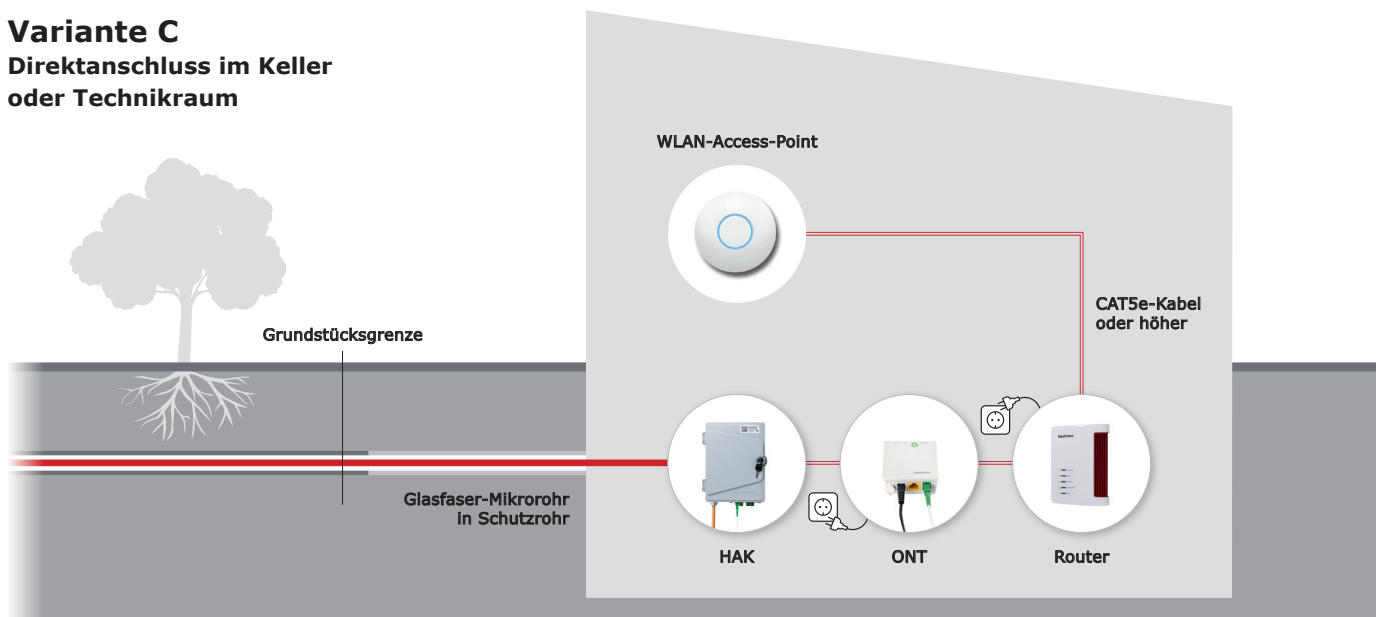 Variante C
Direktanschluss im Keller
oder Technikraum
WLAN-Access-Point
CAT5e-Kabel
oder höher
Grundstücksgrenze
Glasfaser-Mikrorohr
in Schutzrohr
HAK
ONT
Router